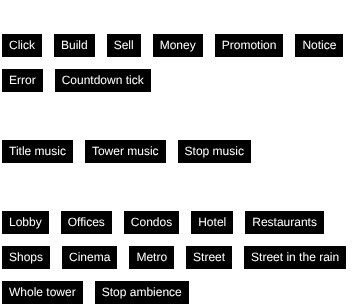 Click Build Sell Money Promotion Notice
Error Countdown tick
Title music Tower music Stop music
Lobby Offices Condos Hotel Restaurants
Shops Cinema Metro Street Street in the rain
Whole tower Stop ambience